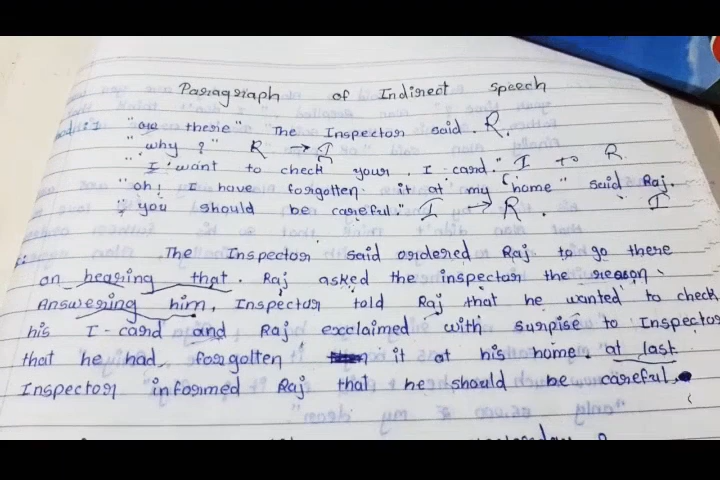 Paragraph of Indirect speech
"Go there" The Inspector said. R.
"why?" R → I
"I want to check your I-card." I to R
"oh! I have forgotten it at my home" said Raj.
"you should be careful." I → R. I
The Inspector said ordered Raj to go there
on hearing that. Raj asked the inspector the reason.
Answering him, Inspector told Raj that he wanted to check
his I-card and Raj exclaimed with surpise to Inspector
that he had forgotten it at his home. at last
Inspector informed Raj that he should be careful.